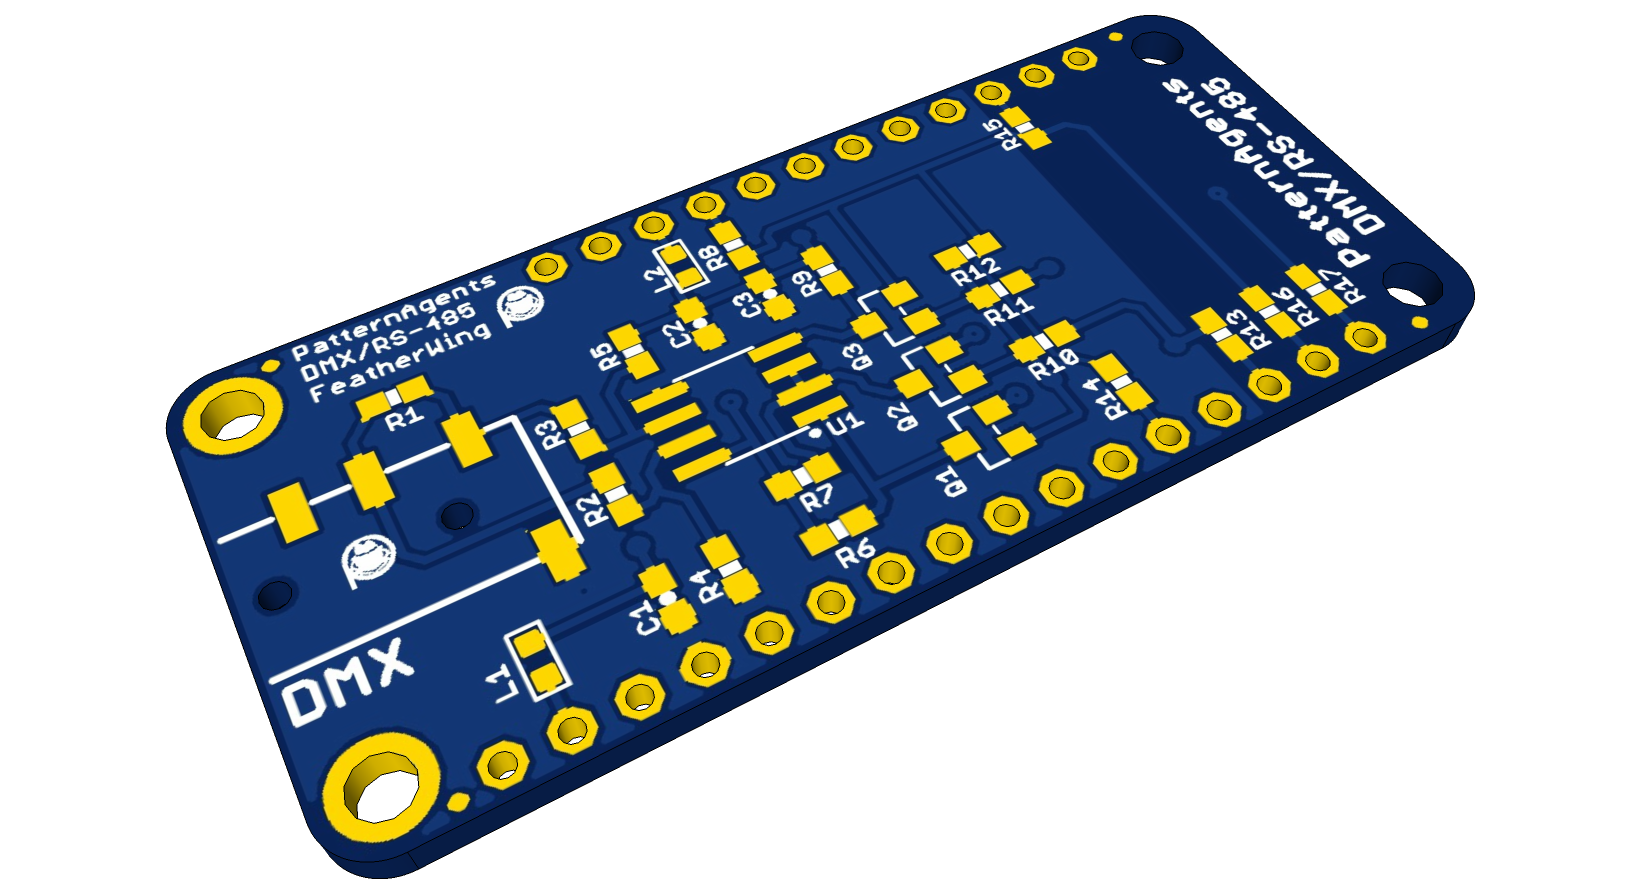 PatternAgents
DMX/RS-485
FeatherWing
PatternAgents
DMX/RS-485
R15
R8
L2
C3
R9
C2
R12
R11
R5
Q3
R10
R17
R16
R13
R14
Q2
U1
R1
R3
R2
R7
Q1
R6
R4
C1
L1
DMX